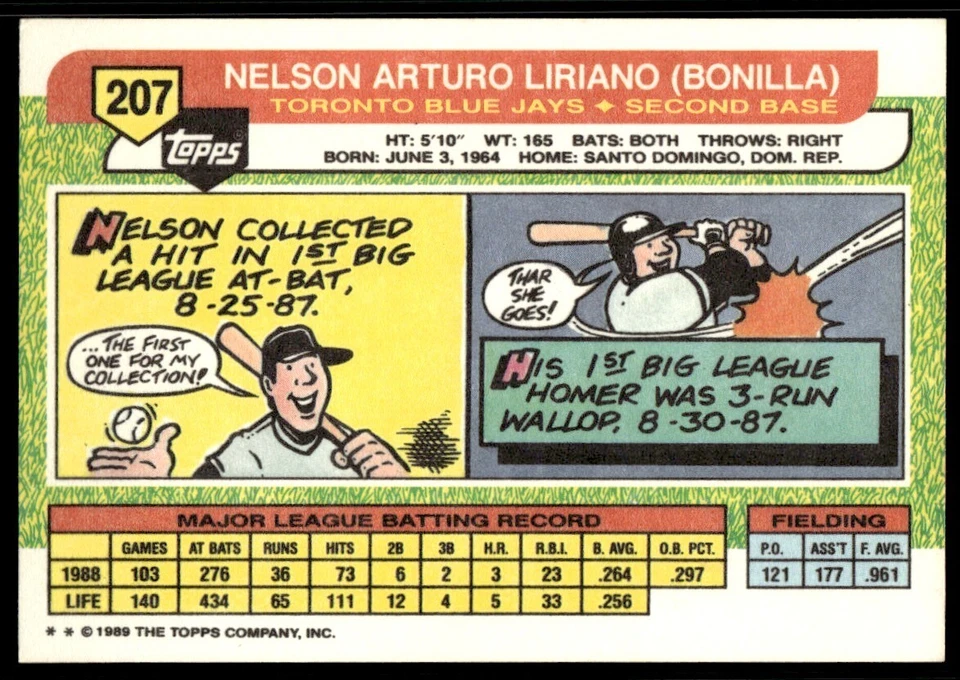 207
NELSON ARTURO LIRIANO (BONILLA)
TORONTO BLUE JAYS ✦ SECOND BASE
topps
HT: 5'10" WT: 165 BATS: BOTH THROWS: RIGHT
BORN: JUNE 3, 1964 HOME: SANTO DOMINGO, DOM. REP.
NELSON COLLECTED
A HIT IN 1ST BIG
LEAGUE AT-BAT,
8-25-87.
...THE FIRST
ONE FOR MY
COLLECTION!
THAR
SHE
GOES!
HIS 1ST BIG LEAGUE
HOMER WAS 3-RUN
WALLOP, 8-30-87.
MAJOR LEAGUE BATTING RECORD
GAMES AT BATS RUNS HITS 2B 3B H.R. R.B.I. B. AVG. O.B. PCT.
1988 103 276 36 73 6 2 3 23 .264 .297
LIFE 140 434 65 111 12 4 5 33 .256
FIELDING
P.O. ASS'T F. AVG.
121 177 .961
* * © 1989 THE TOPPS COMPANY, INC.